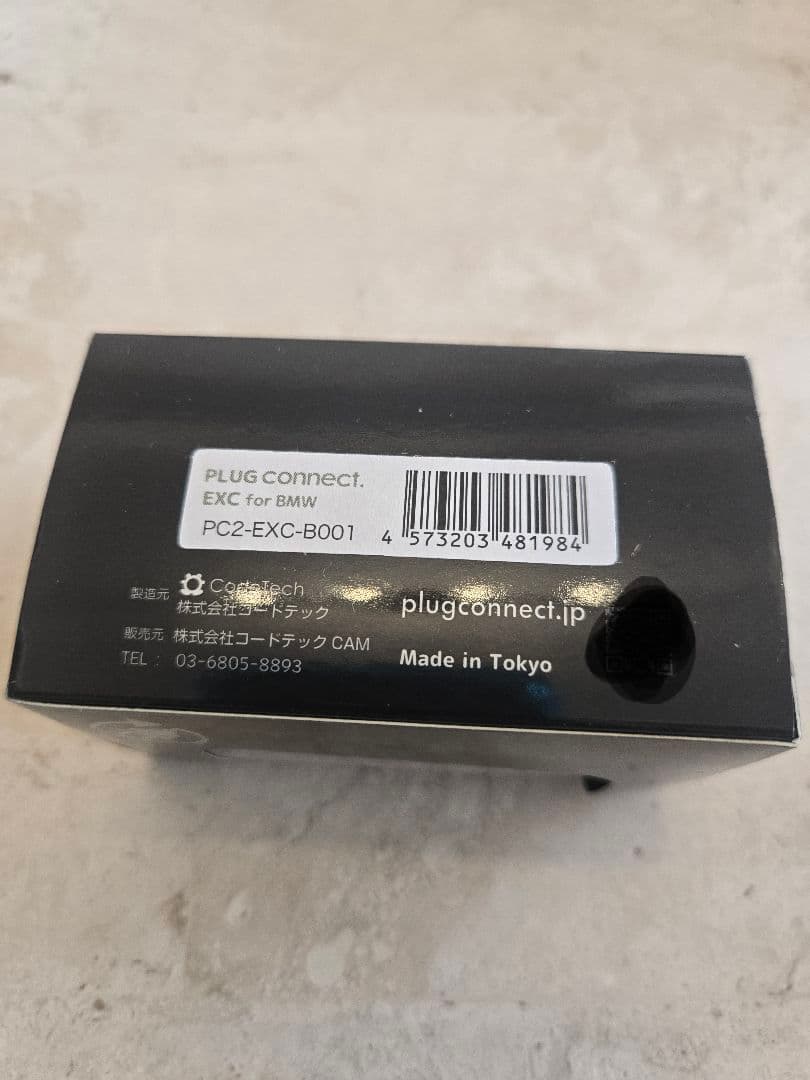 PLUG connect.
EXC for BMW
PC2-EXC-B001
4 573203 481984
製造元 CodeTech
株式会社コードテック
販売元 株式会社コードテック CAM
TEL : 03-6805-8893
plugconnect.jp
Made in Tokyo